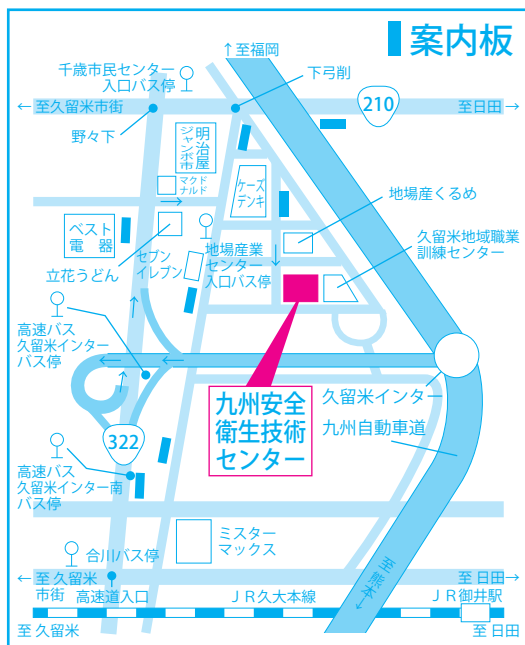 案内板
↑至福岡
千歳市民センター
入口バス停
下弓削
←至久留米市街
210
至日田→
野々下
明治屋
ジャンボ市
マクド
ナルド
ケーズ
デンキ
地場産くるめ
久留米地域職業
訓練センター
ベスト
電器
立花うどん
セブン
イレブン
地場産業
センター
入口バス停
高速バス
久留米インター
バス停
九州安全
衛生技術
センター
久留米インター
九州自動車道
322
高速バス
久留米インター南
バス停
ミスター
マックス
合川バス停
←至 久留米
市街
高速道入口
JR久大本線
至熊本→
至 日田→
JR御井駅
至 久留米
至 日田